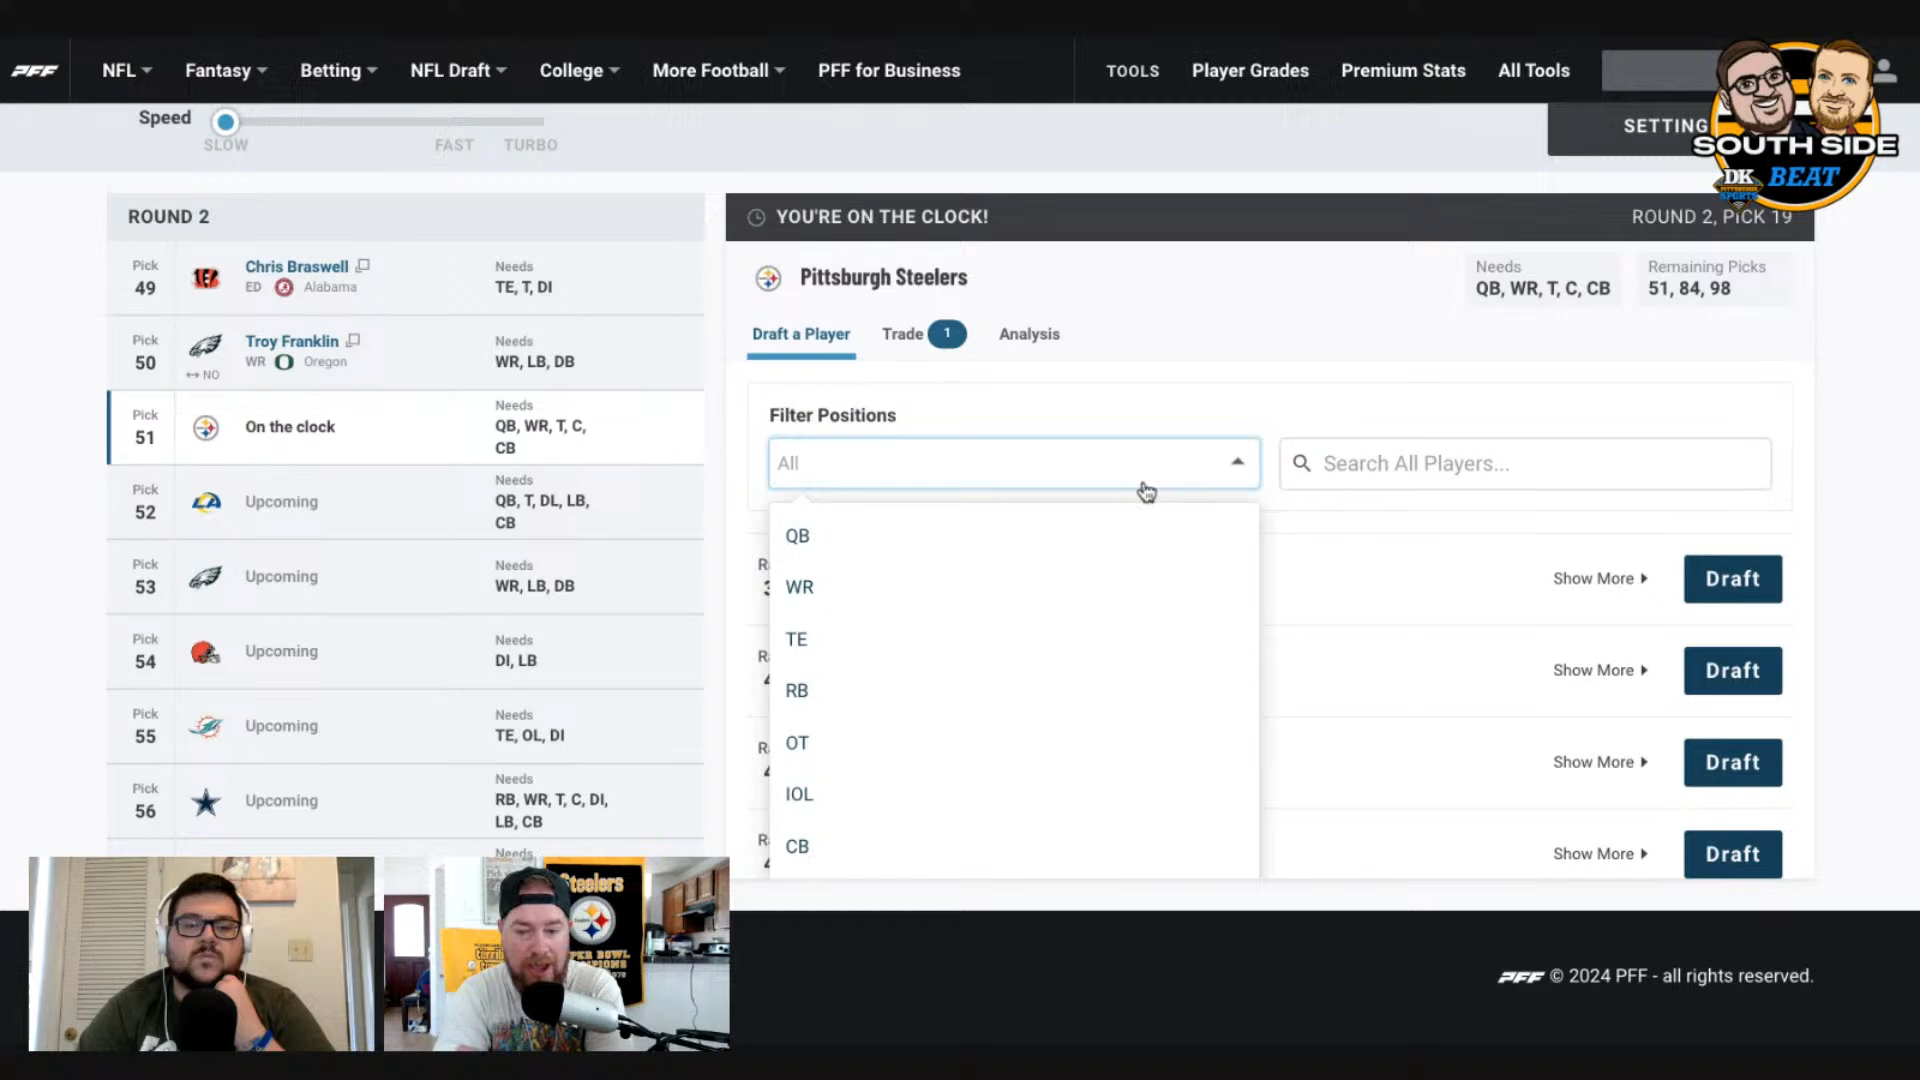 PFF
NFL
Fantasy
Betting
NFL Draft
College
More Football
PFF for Business
TOOLS
Player Grades
Premium Stats
All Tools
SOUTH SIDE
DK
PITTSBURGH
SPORTS
BEAT
SETTING
Speed
SLOW
FAST
TURBO
ROUND 2
Pick
49
Chris Braswell
ED Alabama
Needs
TE, T, DI
Pick
50
NO
Troy Franklin
WR Oregon
Needs
WR, LB, DB
Pick
51
On the clock
Needs
QB, WR, T, C,
CB
Pick
52
Upcoming
Needs
QB, T, DL, LB,
CB
Pick
53
Upcoming
Needs
WR, LB, DB
Pick
54
Upcoming
Needs
DI, LB
Pick
55
Upcoming
Needs
TE, OL, DI
Pick
56
Upcoming
Needs
RB, WR, T, C, DI,
LB, CB
Needs
YOU'RE ON THE CLOCK!
ROUND 2, PICK 19
Pittsburgh Steelers
Needs
QB, WR, T, C, CB
Remaining Picks
51, 84, 98
Draft a Player
Trade 1
Analysis
Filter Positions
All
Search All Players...
QB
WR
TE
RB
OT
IOL
CB
Show More
Draft
Show More
Draft
Show More
Draft
Show More
Draft
Steelers
PFF © 2024 PFF - all rights reserved.